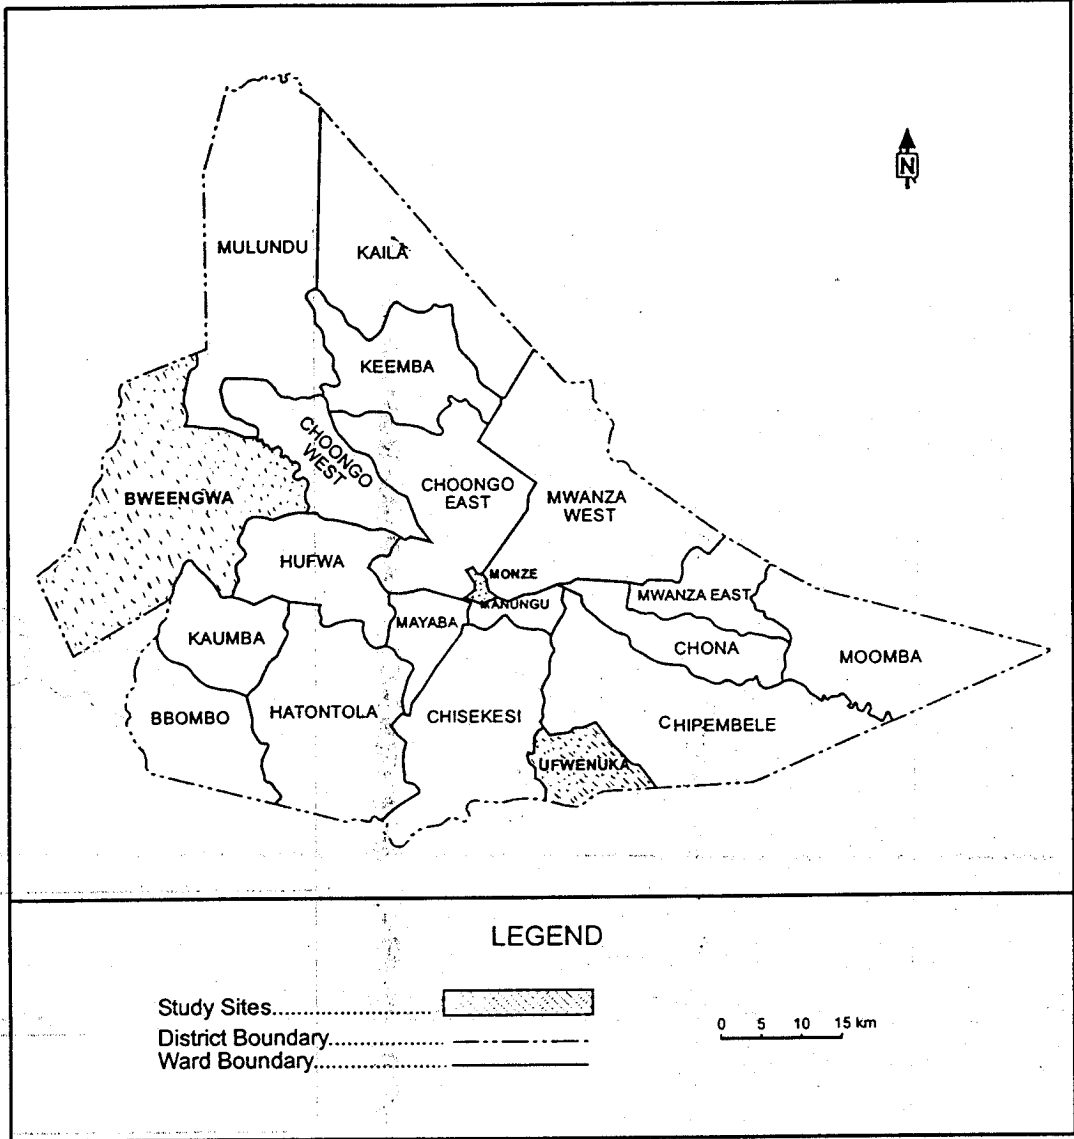 N
MULUNDU
KAILA
KEEMBA
CHOONGO
WEST
BWEENGWA
CHOONGO
EAST
MWANZA
WEST
HUFWA
MONZE
MANUNGU
MWANZA EAST
MAYABA
KAUMBA
CHONA
MOOMBA
BBOMBO
HATONTOLA
CHISEKESI
CHIPEMBELE
UFWENUKA
LEGEND
Study Sites..................
District Boundary.....................
Ward Boundary........................
0 5 10 15 km